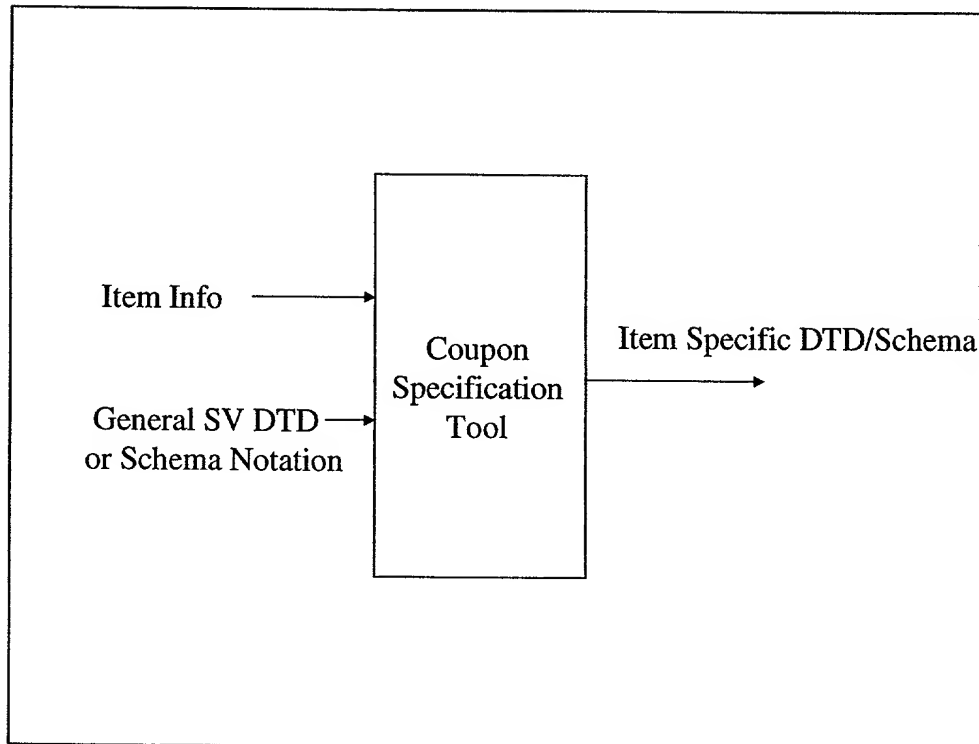 Item Info
General SV DTD
or Schema Notation
Coupon
Specification
Tool
Item Specific DTD/Schema